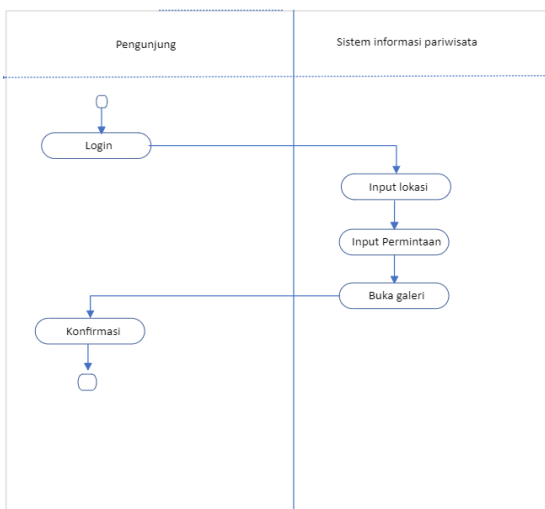 Pengunjung
Sistem informasi pariwisata
Login
Input lokasi
Input Permintaan
Buka galeri
Konfirmasi